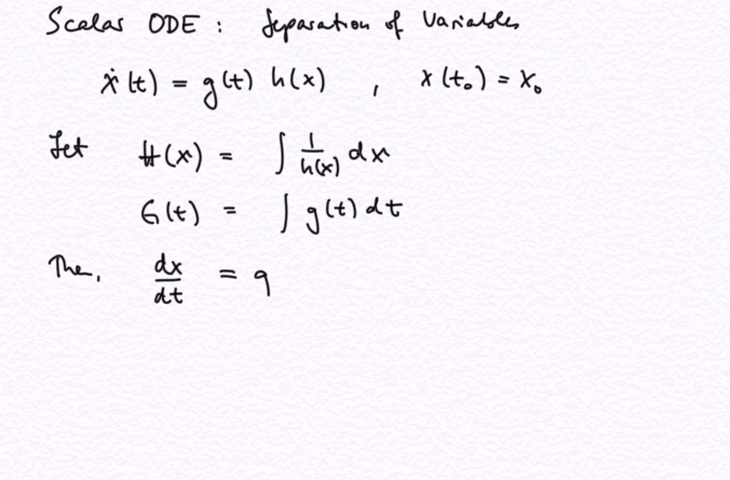 Scalar ODE : Separation of Variables
ẋ(t) = g(t) h(x) , x(t₀) = x₀
Let H(x) = ∫ 1/h(x) dx
G(t) = ∫ g(t) dt
Then, dx/dt = g